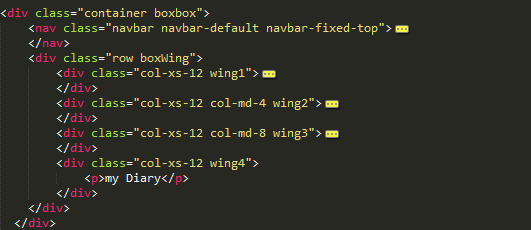 <div class="container boxbox">
    <nav class="navbar navbar-default navbar-fixed-top">
    </nav>
    <div class="row boxWing">
        <div class="col-xs-12 wing1">
        </div>
        <div class="col-xs-12 col-md-4 wing2">
        </div>
        <div class="col-xs-12 col-md-8 wing3">
        </div>
        <div class="col-xs-12 wing4">
            <p>my Diary</p>
        </div>
    </div>
  </div>